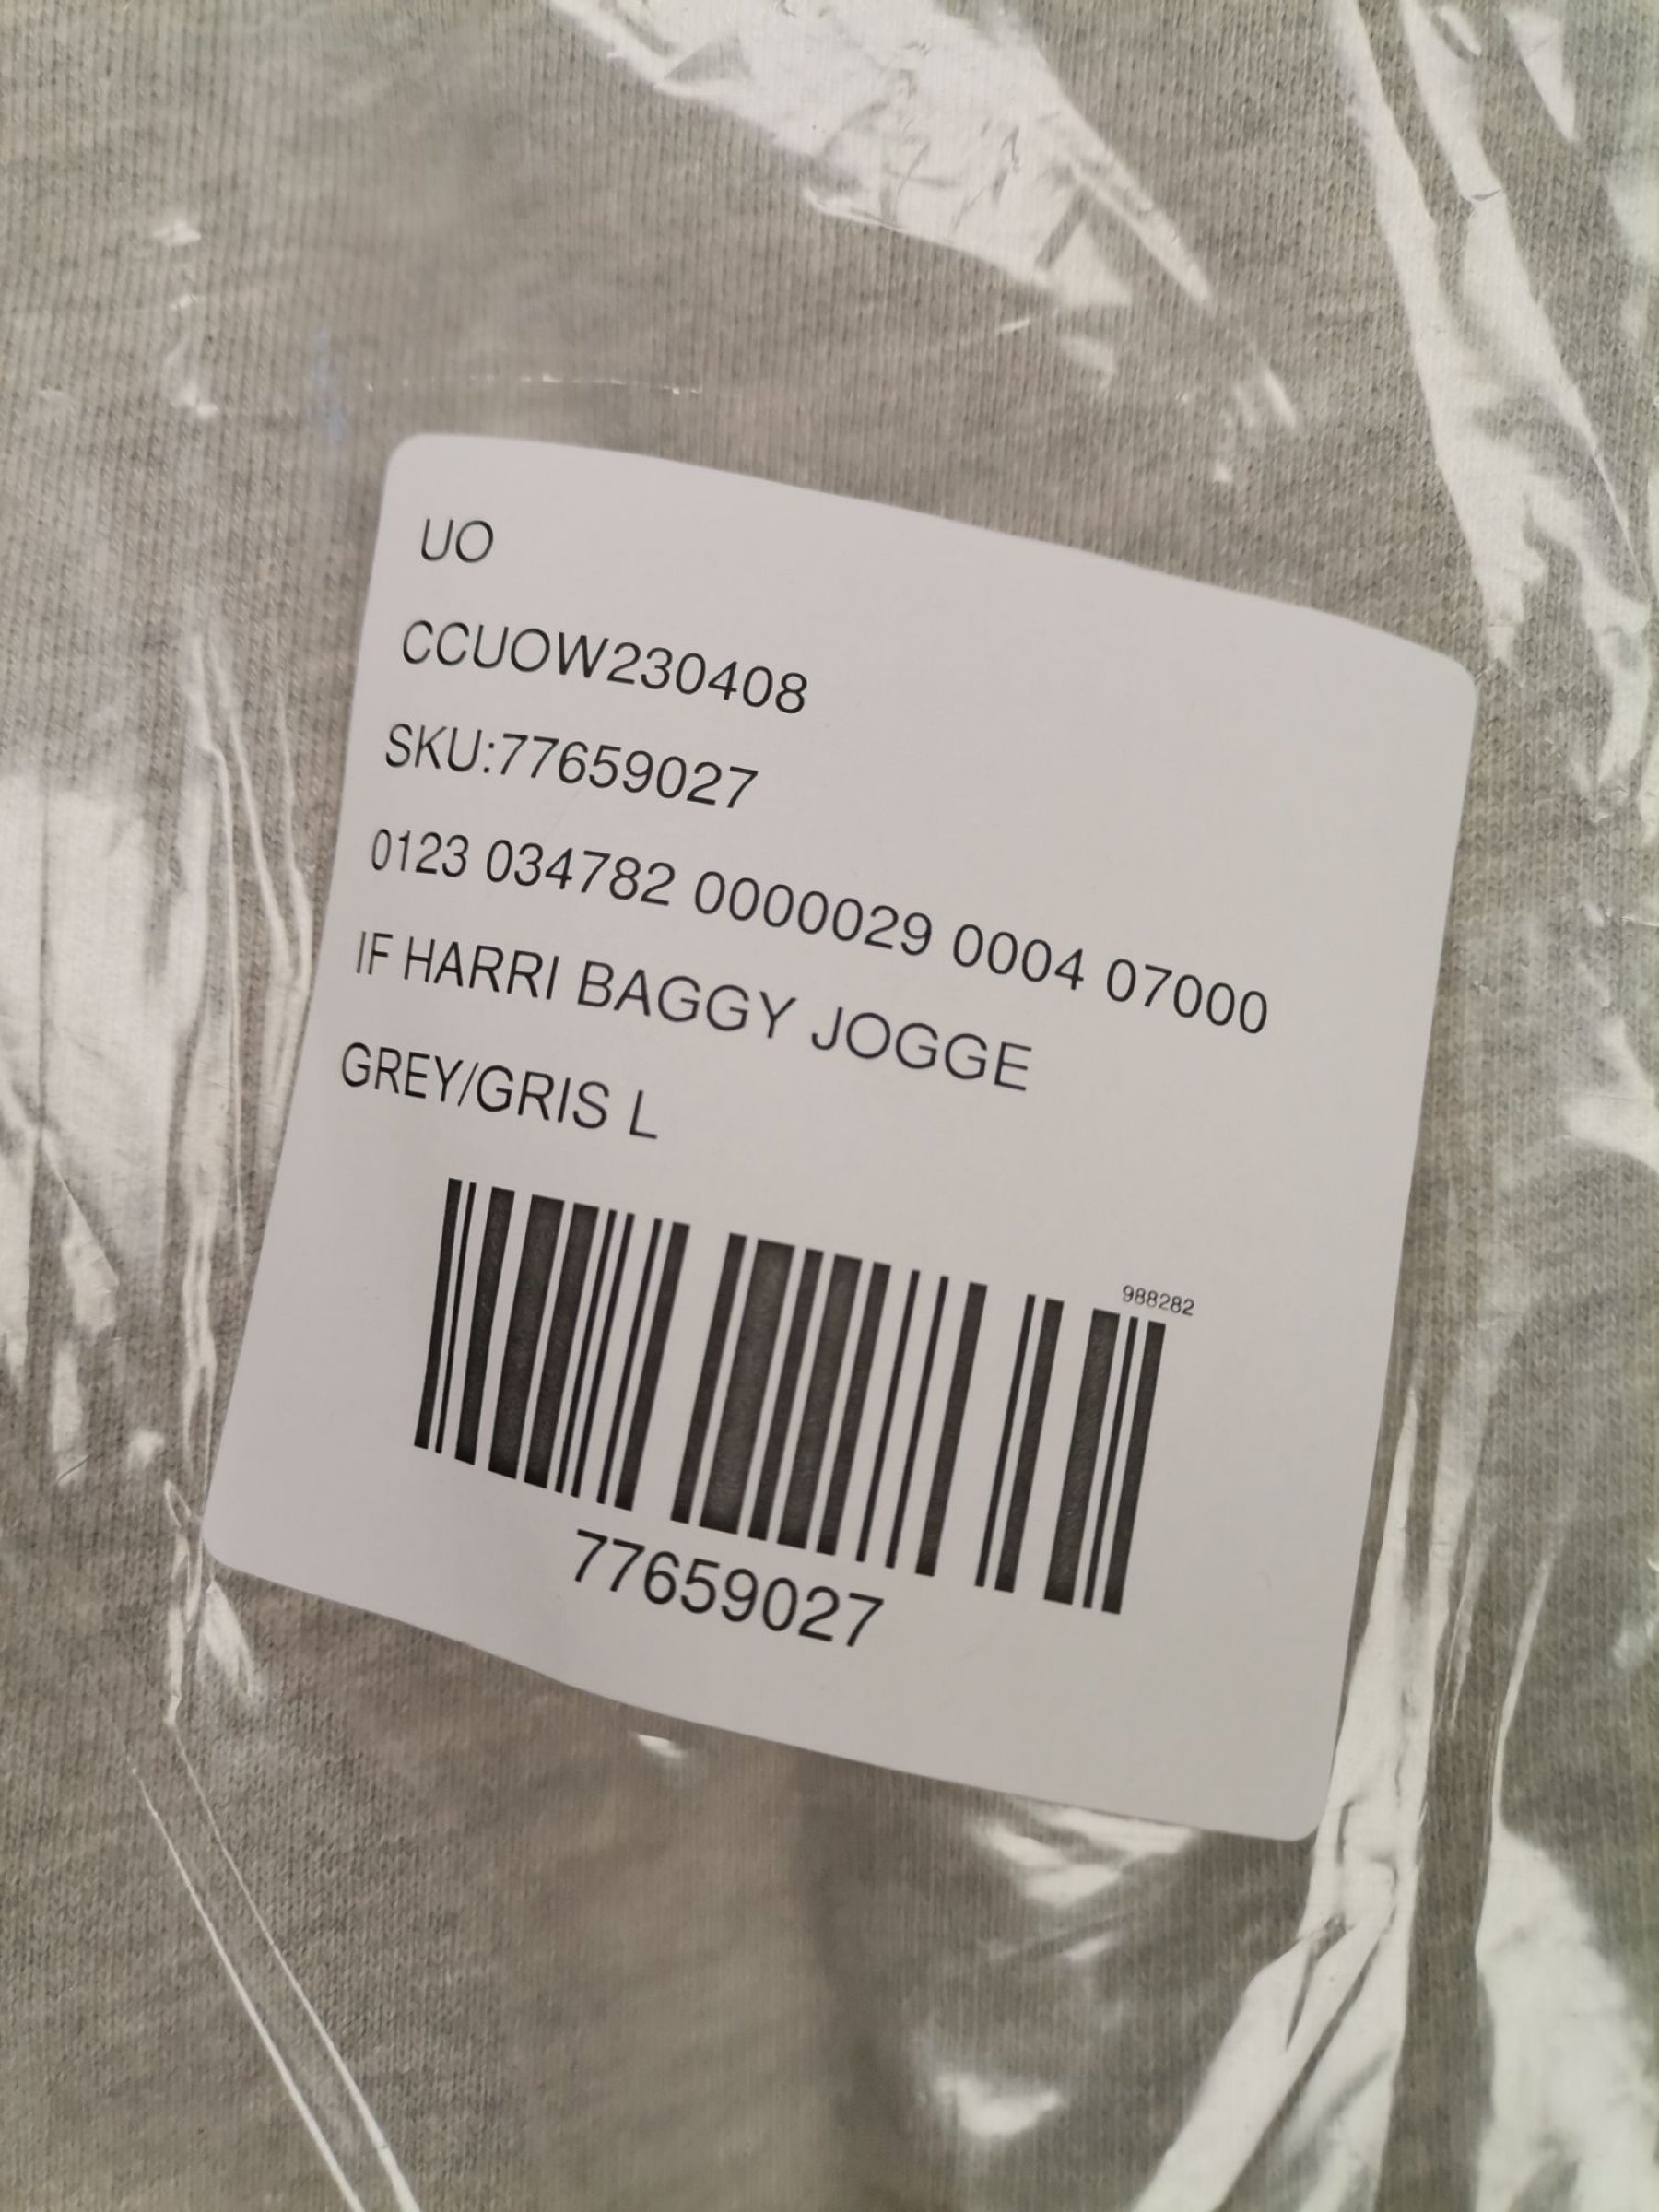 UO
CCUOW230408
SKU:77659027
0123 034782 0000029 0004 07000
IF HARRI BAGGY JOGGE
GREY/GRIS L
988282
77659027